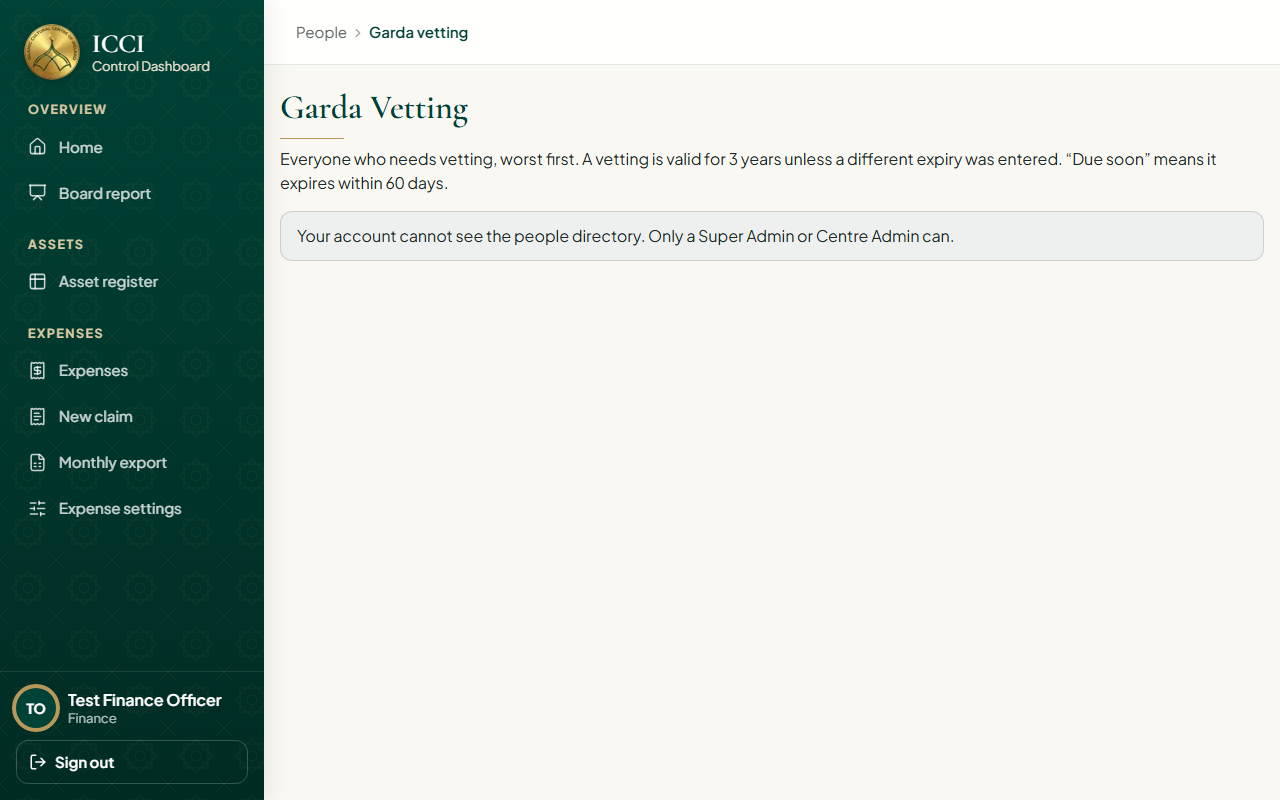 ICCI
Control Dashboard
OVERVIEW
Home
Board report
ASSETS
Asset register
EXPENSES
Expenses
New claim
Monthly export
Expense settings
TO
Test Finance Officer
Finance
Sign out
People › Garda vetting
Garda Vetting
Everyone who needs vetting, worst first. A vetting is valid for 3 years unless a different expiry was entered. “Due soon” means it
expires within 60 days.
Your account cannot see the people directory. Only a Super Admin or Centre Admin can.